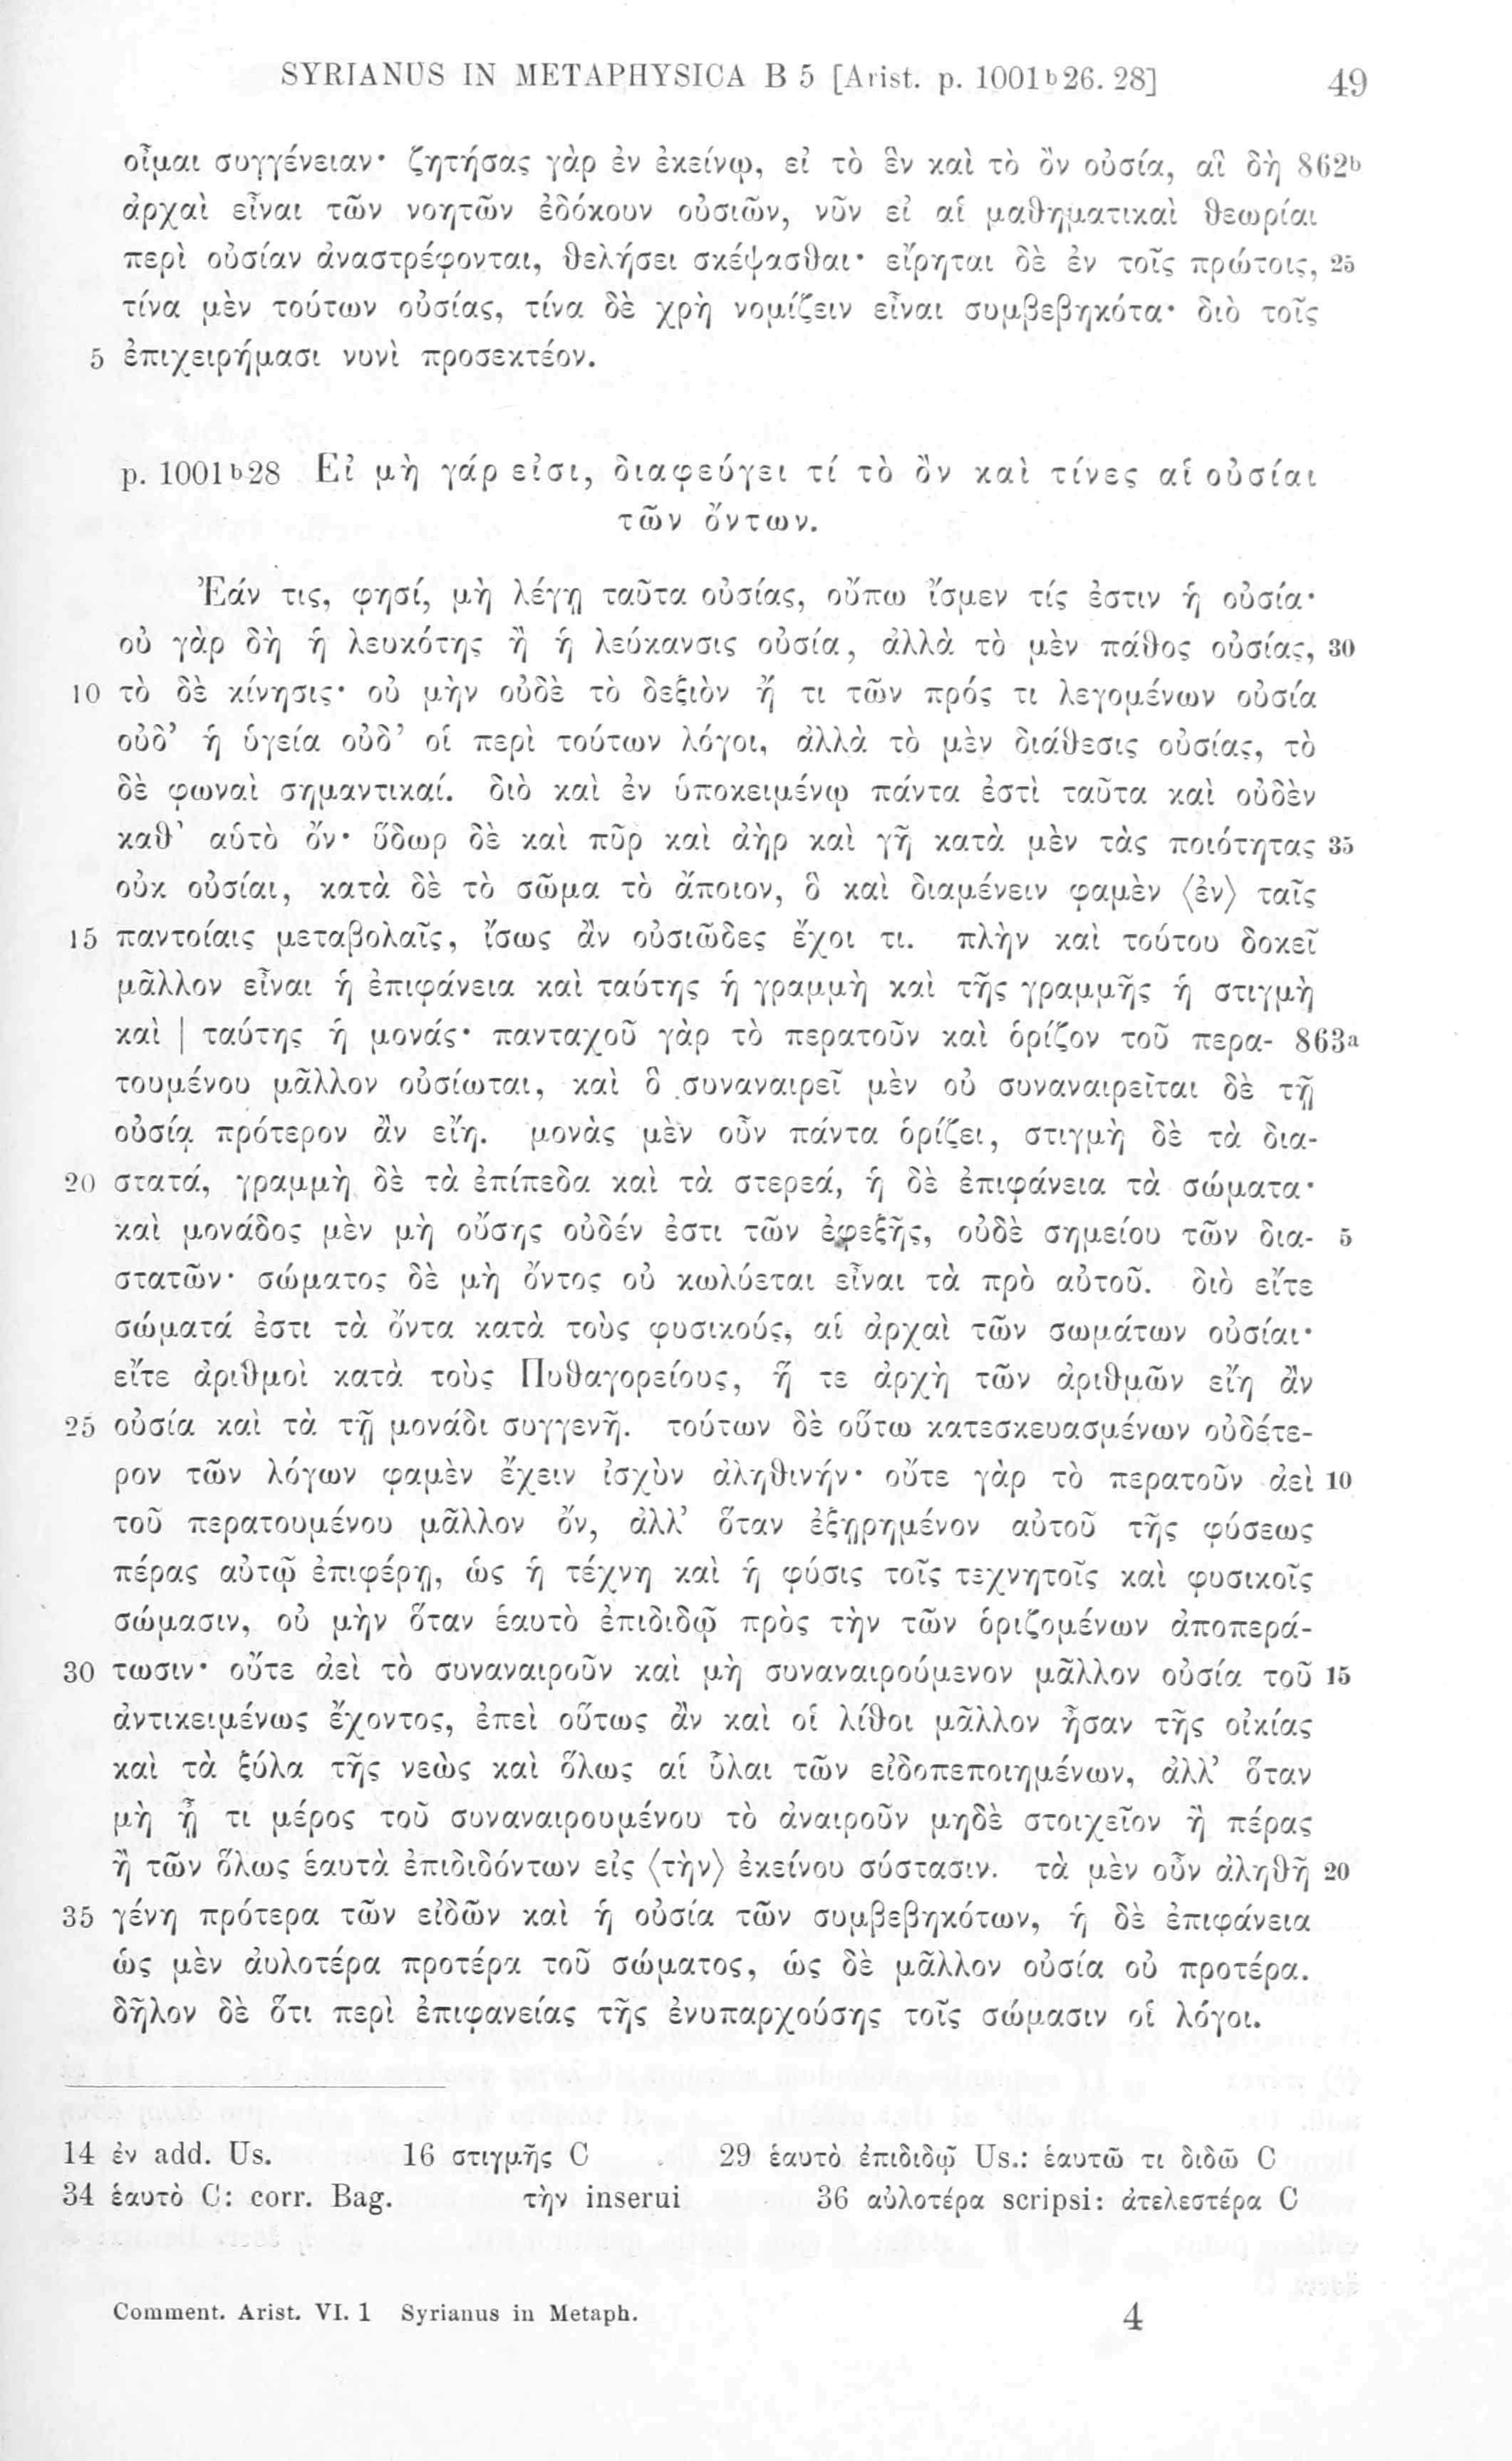 SYRIANUS IN METAPHYSICA B 5 [Arist. p. 1001ᵇ26. 28] 49
οἶμαι συγγένειαν· ζητήσας γὰρ ἐν ἐκείνῳ, εἰ τὸ ἓν καὶ τὸ ὂν οὐσία, αἳ δὴ 862ᵇ
ἀρχαὶ εἶναι τῶν νοητῶν ἐδόκουν οὐσιῶν, νῦν εἰ αἱ μαθηματικαὶ θεωρίαι
περὶ οὐσίαν ἀναστρέφονται, θελήσει σκέψασθαι· εἴρηται δὲ ἐν τοῖς πρώτοις, 25
τίνα μὲν τούτων οὐσίας, τίνα δὲ χρὴ νομίζειν εἶναι συμβεβηκότα· διὸ τοῖς
5 ἐπιχειρήμασι νυνὶ προσεκτέον.
p. 1001ᵇ28 Εἰ μὴ γάρ εἰσι, διαφεύγει τί τὸ ὂν καὶ τίνες αἱ οὐσίαι
τῶν ὄντων.
Ἐάν τις, φησί, μὴ λέγῃ ταῦτα οὐσίας, οὔπω ἴσμεν τίς ἐστιν ἡ οὐσία·
οὐ γὰρ δὴ ἡ λευκότης ἢ ἡ λεύκανσις οὐσία, ἀλλὰ τὸ μὲν πάθος οὐσίας, 30
10 τὸ δὲ κίνησις· οὐ μὴν οὐδὲ τὸ δεξιὸν ἤ τι τῶν πρός τι λεγομένων οὐσία
οὐδ’ ἡ ὑγεία οὐδ’ οἱ περὶ τούτων λόγοι, ἀλλὰ τὸ μὲν διάθεσις οὐσίας, τὸ
δὲ φωναὶ σημαντικαί. διὸ καὶ ἐν ὑποκειμένῳ πάντα ἐστὶ ταῦτα καὶ οὐδὲν
καθ’ αὑτὸ ὄν· ὕδωρ δὲ καὶ πῦρ καὶ ἀὴρ καὶ γῆ κατὰ μὲν τὰς ποιότητας 35
οὐκ οὐσίαι, κατὰ δὲ τὸ σῶμα τὸ ἄποιον, ὃ καὶ διαμένειν φαμὲν ⟨ἐν⟩ ταῖς
15 παντοίαις μεταβολαῖς, ἴσως ἂν οὐσιῶδες ἔχοι τι. πλὴν καὶ τούτου δοκεῖ
μᾶλλον εἶναι ἡ ἐπιφάνεια καὶ ταύτης ἡ γραμμὴ καὶ τῆς γραμμῆς ἡ στιγμὴ
καὶ | ταύτης ἡ μονάς· πανταχοῦ γὰρ τὸ περατοῦν καὶ ὁρίζον τοῦ περα- 863ᵃ
τουμένου μᾶλλον οὐσίωται, καὶ ὃ συναναιρεῖ μὲν οὐ συναναιρεῖται δὲ τῇ
οὐσίᾳ πρότερον ἂν εἴη. μονὰς μὲν οὖν πάντα ὁρίζει, στιγμὴ δὲ τὰ δια-
20 στατά, γραμμὴ δὲ τὰ ἐπίπεδα καὶ τὰ στερεά, ἡ δὲ ἐπιφάνεια τὰ σώματα·
καὶ μονάδος μὲν μὴ οὔσης οὐδέν ἐστι τῶν ἐφεξῆς, οὐδὲ σημείου τῶν δια- 5
στατῶν· σώματος δὲ μὴ ὄντος οὐ κωλύεται εἶναι τὰ πρὸ αὐτοῦ. διὸ εἴτε
σώματά ἐστι τὰ ὄντα κατὰ τοὺς φυσικούς, αἱ ἀρχαὶ τῶν σωμάτων οὐσίαι·
εἴτε ἀριθμοὶ κατὰ τοὺς Πυθαγορείους, ἥ τε ἀρχὴ τῶν ἀριθμῶν εἴη ἂν
25 οὐσία καὶ τὰ τῇ μονάδι συγγενῆ. τούτων δὲ οὕτω κατεσκευασμένων οὐδέτε-
ρον τῶν λόγων φαμὲν ἔχειν ἰσχὺν ἀληθινήν· οὔτε γὰρ τὸ περατοῦν ἀεὶ 10
τοῦ περατουμένου μᾶλλον ὄν, ἀλλ’ ὅταν ἐξῃρημένον αὐτοῦ τῆς φύσεως
πέρας αὐτῷ ἐπιφέρῃ, ὡς ἡ τέχνη καὶ ἡ φύσις τοῖς τεχνητοῖς καὶ φυσικοῖς
σώμασιν, οὐ μὴν ὅταν ἑαυτὸ ἐπιδιδῷ πρὸς τὴν τῶν ὁριζομένων ἀποπερά-
30 τωσιν· οὔτε ἀεὶ τὸ συναναιροῦν καὶ μὴ συναναιρούμενον μᾶλλον οὐσία τοῦ 15
ἀντικειμένως ἔχοντος, ἐπεὶ οὕτως ἂν καὶ οἱ λίθοι μᾶλλον ἦσαν τῆς οἰκίας
καὶ τὰ ξύλα τῆς νεὼς καὶ ὅλως αἱ ὗλαι τῶν εἰδοπεποιημένων, ἀλλ’ ὅταν
μὴ ᾖ τι μέρος τοῦ συναναιρουμένου τὸ ἀναιροῦν μηδὲ στοιχεῖον ἢ πέρας
ἢ τῶν ὅλως ἑαυτὰ ἐπιδιδόντων εἰς ⟨τὴν⟩ ἐκείνου σύστασιν. τὰ μὲν οὖν ἀληθῆ 20
35 γένη πρότερα τῶν εἰδῶν καὶ ἡ οὐσία τῶν συμβεβηκότων, ἡ δὲ ἐπιφάνεια
ὡς μὲν ἀυλοτέρα προτέρα τοῦ σώματος, ὡς δὲ μᾶλλον οὐσία οὐ προτέρα.
δῆλον δὲ ὅτι περὶ ἐπιφανείας τῆς ἐνυπαρχούσης τοῖς σώμασιν οἱ λόγοι.
14 ἐν add. Us. 16 στιγμῆς C 29 ἑαυτὸ ἐπιδιδῷ Us.: ἑαυτῶ τι διδῶ C
34 ἑαυτὸ C: corr. Bag. τὴν inserui 36 αὐλοτέρα scripsi: ἀτελεστέρα C
Comment. Arist. VI. 1 Syrianus in Metaph. 4